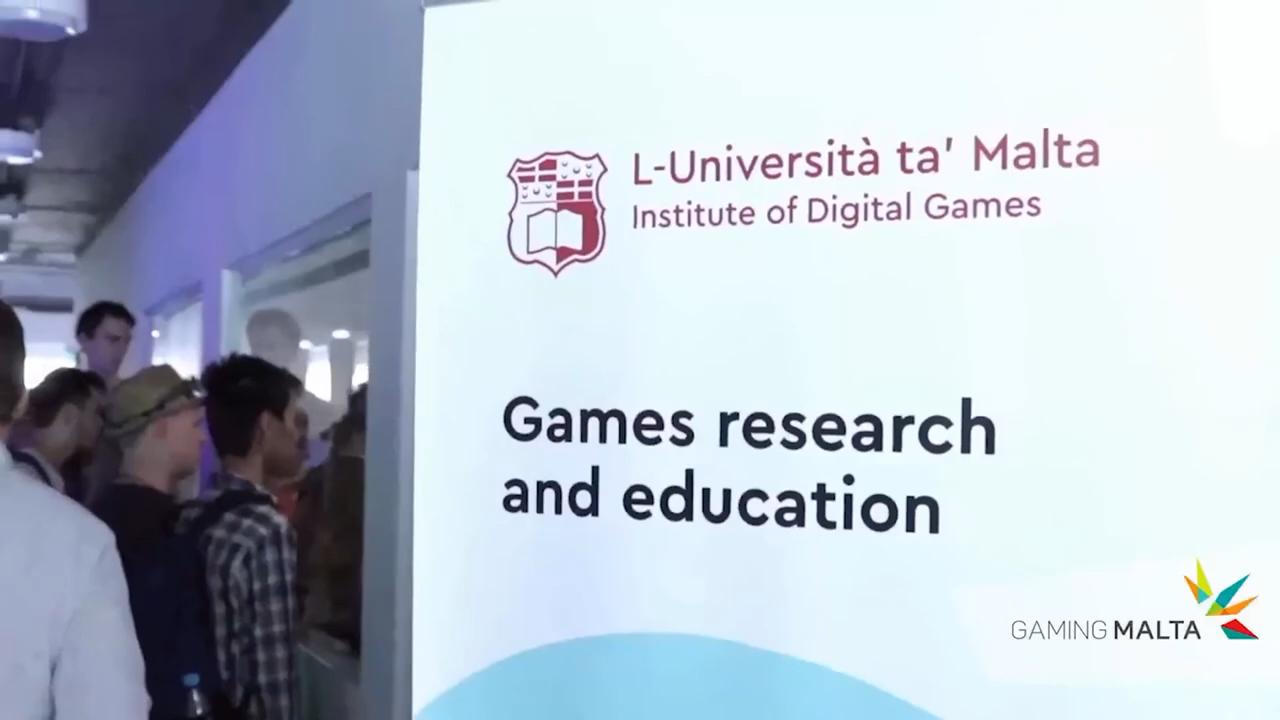 L-Università ta' Malta
Institute of Digital Games
Games research
and education
GAMING MALTA